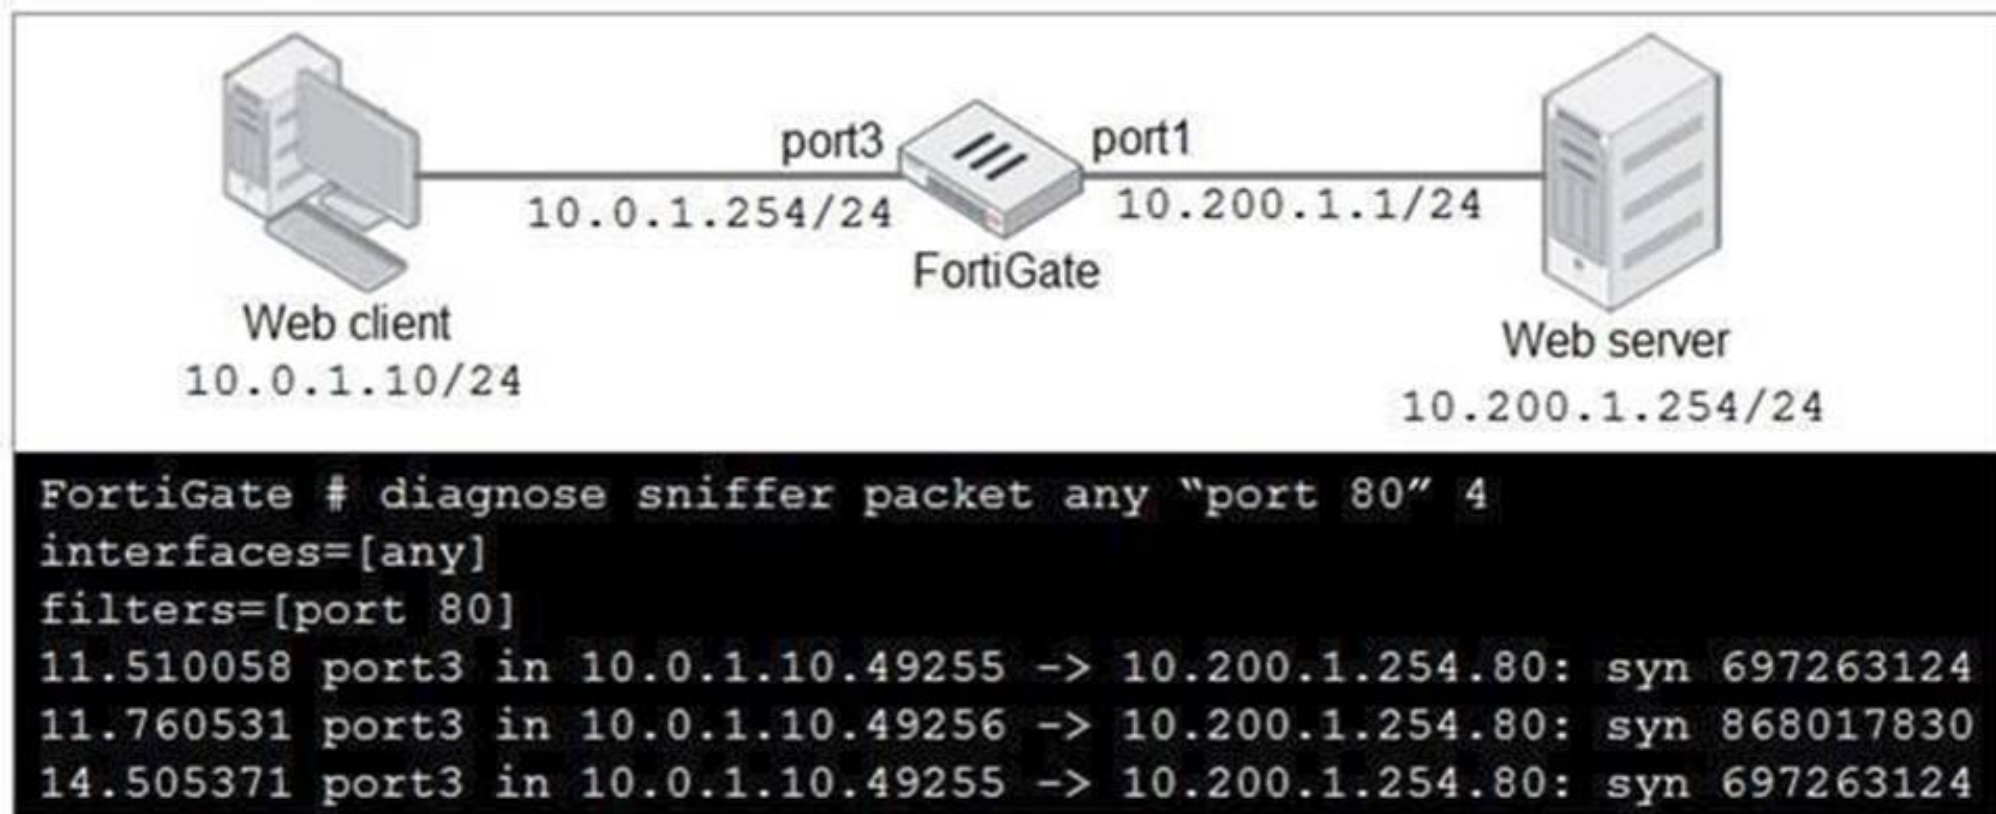 port3
port1
10.0.1.254/24
10.200.1.1/24
FortiGate
Web client
Web server
10.0.1.10/24
10.200.1.254/24
FortiGate # diagnose sniffer packet any “port 80” 4
interfaces=[any]
filters=[port 80]
11.510058 port3 in 10.0.1.10.49255 -> 10.200.1.254.80: syn 697263124
11.760531 port3 in 10.0.1.10.49256 -> 10.200.1.254.80: syn 868017830
14.505371 port3 in 10.0.1.10.49255 -> 10.200.1.254.80: syn 697263124